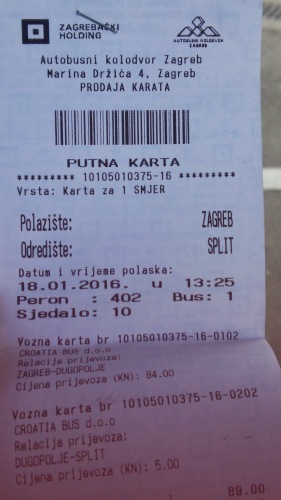 ZAGREBAČKI
HOLDING
AUTOBUSNI KOLODVOR
ZAGREB
Autobusni kolodvor Zagreb
Marina Držića 4, Zagreb
PRODAJA KARATA
PUTNA KARTA
********* 10105010375-16 *********
Vrsta: Karta za 1 SMJER
Polazište: ZAGREB
Odredište: SPLIT
Datum i vrijeme polaska:
18.01.2016. u 13:25
Peron : 402 Bus: 1
Sjedalo: 10
Vozna karta br 10105010375-16-0102
CROATIA BUS d.o.o
Relacija prijevoza:
ZAGREB-DUGOPOLJE
Cijena prijevoza (KN): 84.00
Vozna karta br 10105010375-16-0202
CROATIA BUS d.o.o
Relacija prijevoza:
DUGOPOLJE-SPLIT
Cijena prijevoza (KN): 5.00
89.00